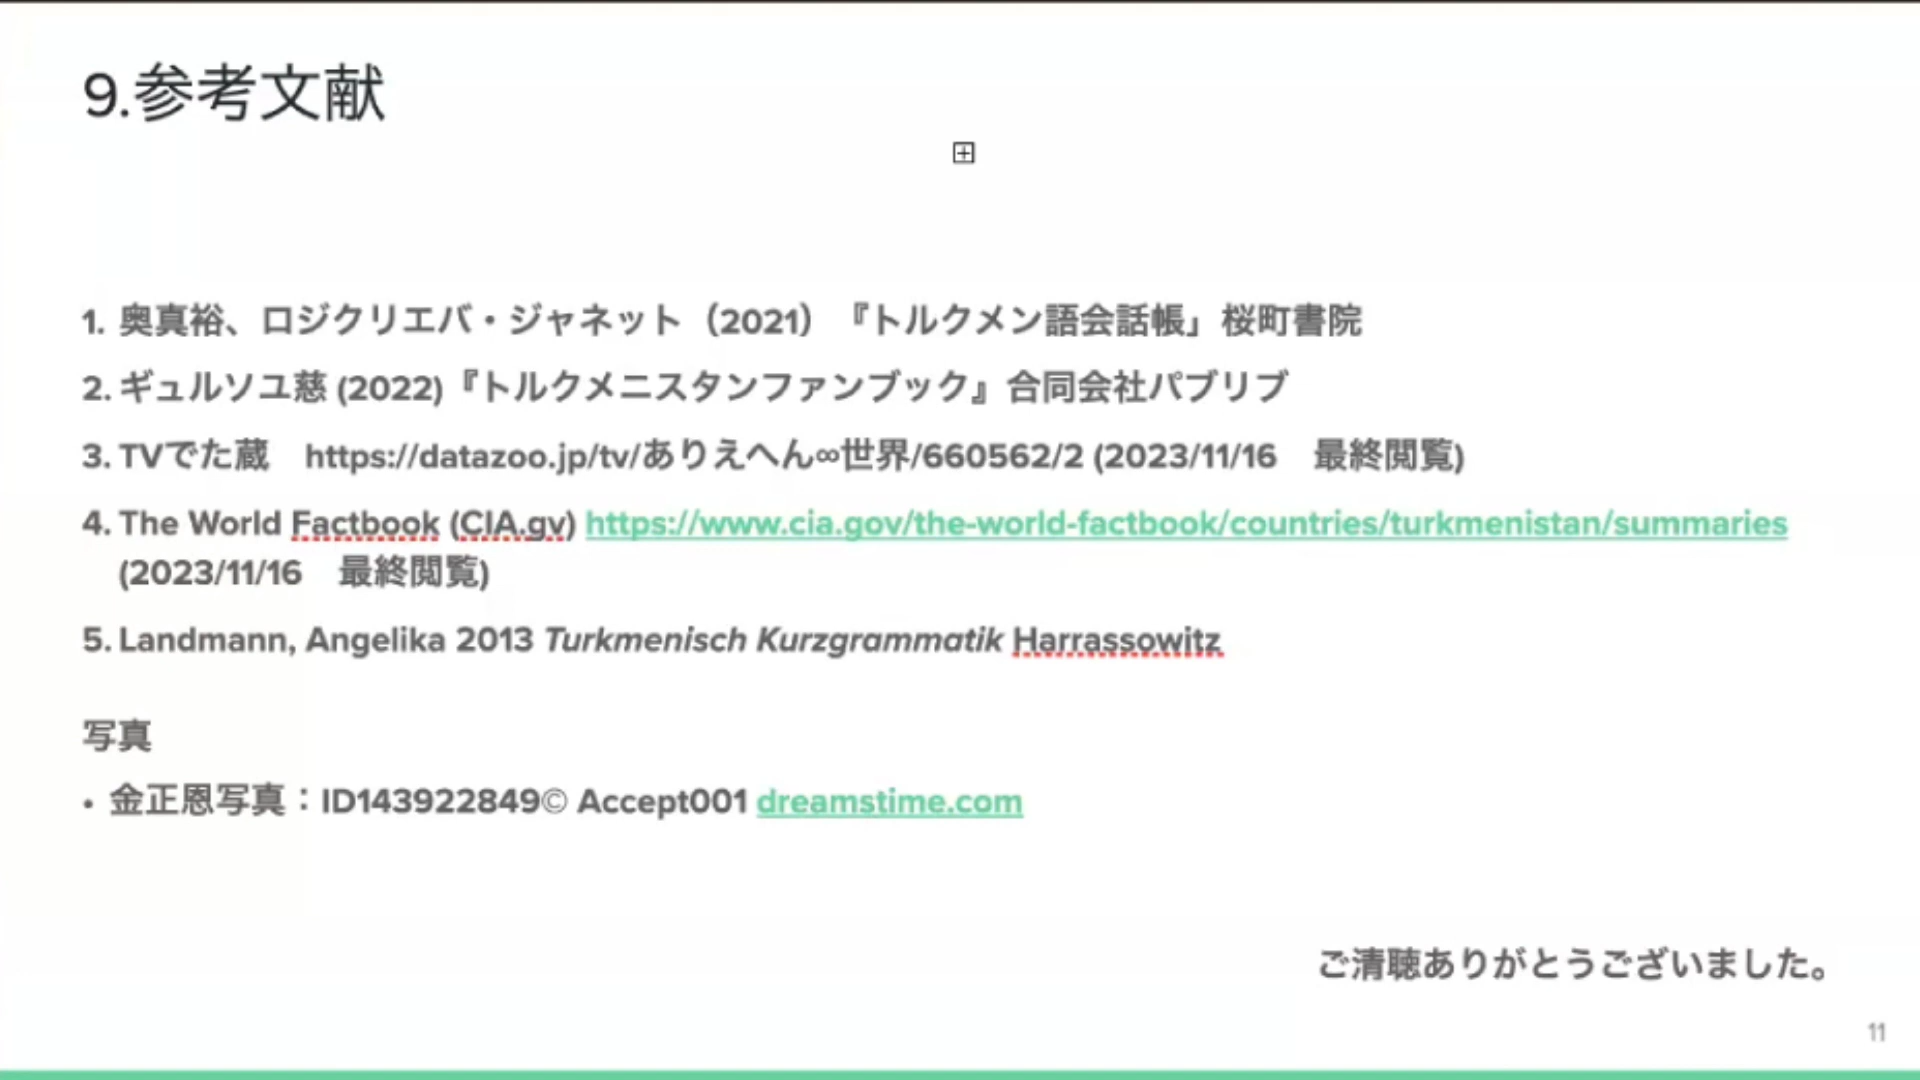 9.参考文献
1. 奥真裕、ロジクリエバ・ジャネット（2021）『トルクメン語会話帳」桜町書院
2. ギュルソユ慈 (2022)『トルクメニスタンファンブック』合同会社パブリブ
3. TVでた蔵　https://datazoo.jp/tv/ありえへん∞世界/660562/2 (2023/11/16　最終閲覧)
4. The World Factbook (CIA.gv) https://www.cia.gov/the-world-factbook/countries/turkmenistan/summaries
(2023/11/16　最終閲覧)
5. Landmann, Angelika 2013 Turkmenisch Kurzgrammatik Harrassowitz
写真
• 金正恩写真：ID143922849© Accept001 dreamstime.com
ご清聴ありがとうございました。
11